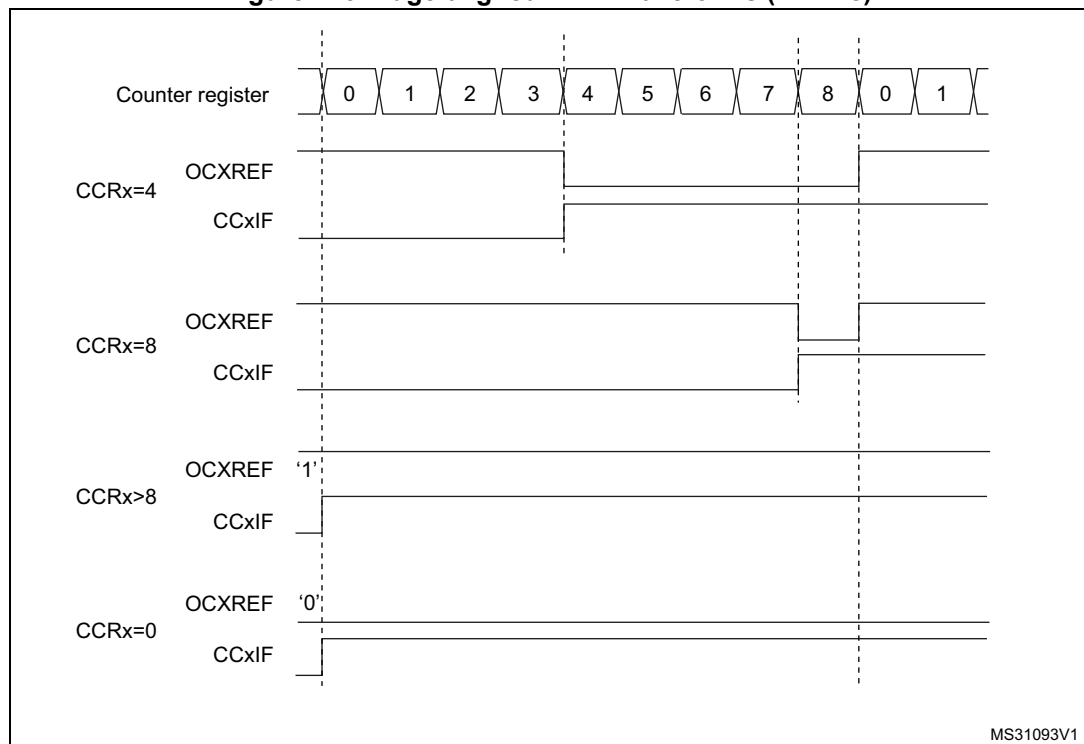 Counter register 0 1 2 3 4 5 6 7 8 0 1
OCXREF
CCRx=4
CCxIF
OCXREF
CCRx=8
CCxIF
OCXREF '1'
CCRx>8
CCxIF
OCXREF '0'
CCRx=0
CCxIF
MS31093V1